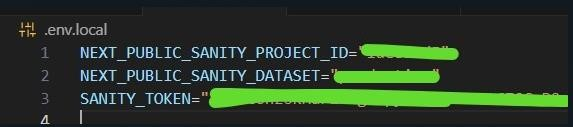 .env.local
1 NEXT_PUBLIC_SANITY_PROJECT_ID="
2 NEXT_PUBLIC_SANITY_DATASET="
3 SANITY_TOKEN="
4